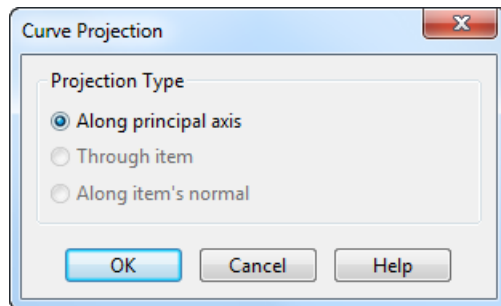 Curve Projection
Projection Type
Along principal axis
Through item
Along item's normal
OK Cancel Help